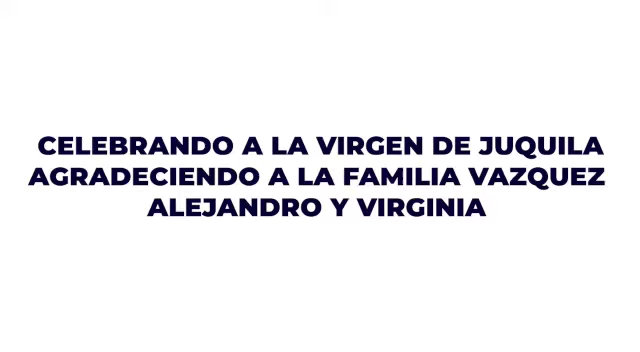 CELEBRANDO A LA VIRGEN DE JUQUILA
AGRADECIENDO A LA FAMILIA VAZQUEZ
ALEJANDRO Y VIRGINIA